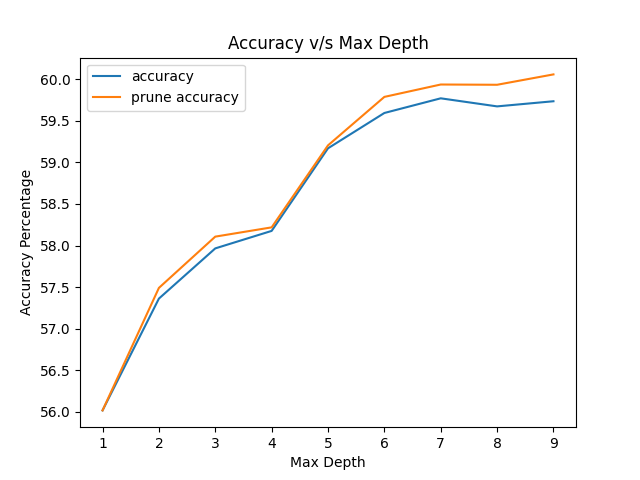 Accuracy v/s Max Depth
accuracy
prune accuracy
60.0
59.5
59.0
58.5
58.0
57.5
57.0
56.5
56.0
Accuracy Percentage
1 2 3 4 5 6 7 8 9
Max Depth